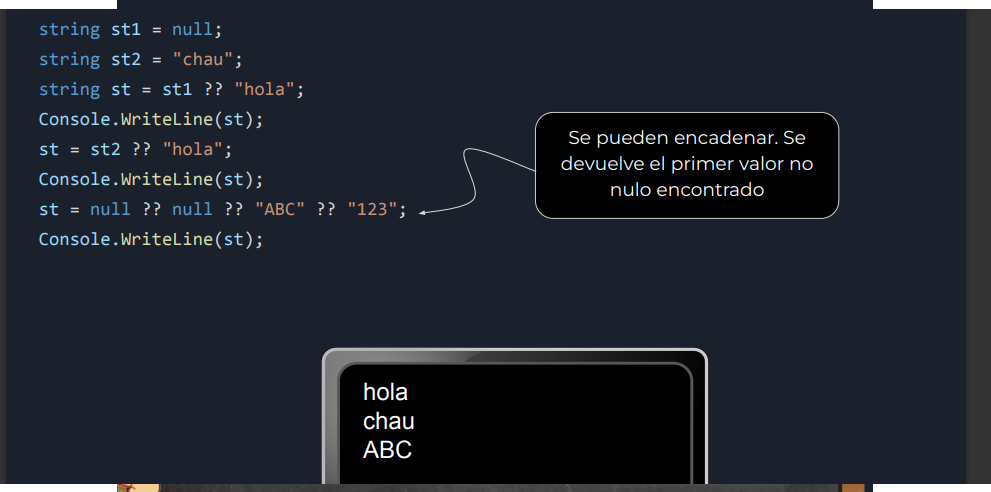 string st1 = null;
string st2 = "chau";
string st = st1 ?? "hola";
Console.WriteLine(st);
st = st2 ?? "hola";
Console.WriteLine(st);
st = null ?? null ?? "ABC" ?? "123";
Console.WriteLine(st);
Se pueden encadenar. Se
devuelve el primer valor no
nulo encontrado
hola
chau
ABC